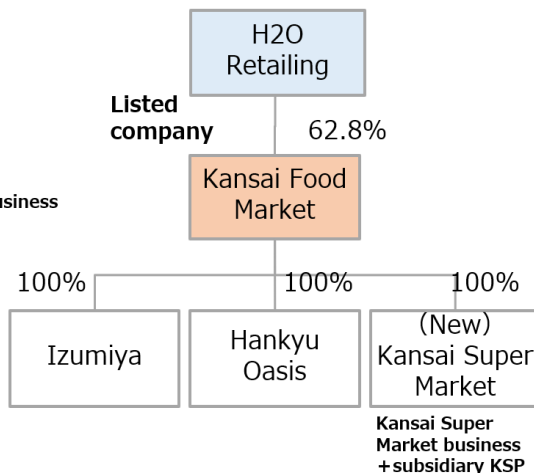 H2O
Retailing
Listed
company
62.8%
Kansai Food
Market
usiness
100%
100%
100%
Izumiya
Hankyu
Oasis
(New)
Kansai Super
Market
Kansai Super
Market business
+subsidiary KSP